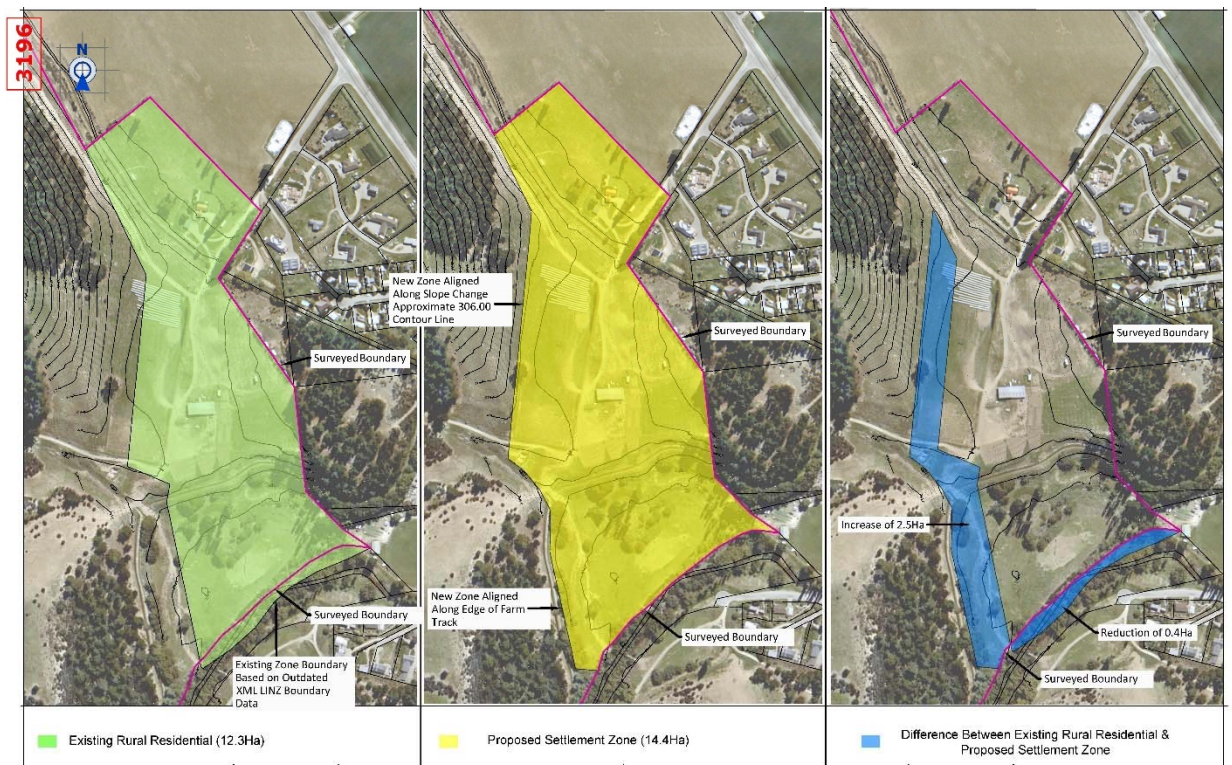 3196
N
Surveyed Boundary
Surveyed Boundary
Existing Zone Boundary
Based on Outdated
XML LINZ Boundary
Data
New Zone Aligned
Along Slope Change
Approximate 306.00
Contour Line
Surveyed Boundary
New Zone Aligned
Along Edge of Farm
Track
Surveyed Boundary
Surveyed Boundary
Increase of 2.5Ha
Reduction of 0.4Ha
Surveyed Boundary
Existing Rural Residential (12.3Ha)
Proposed Settlement Zone (14.4Ha)
Difference Between Existing Rural Residential &
Proposed Settlement Zone